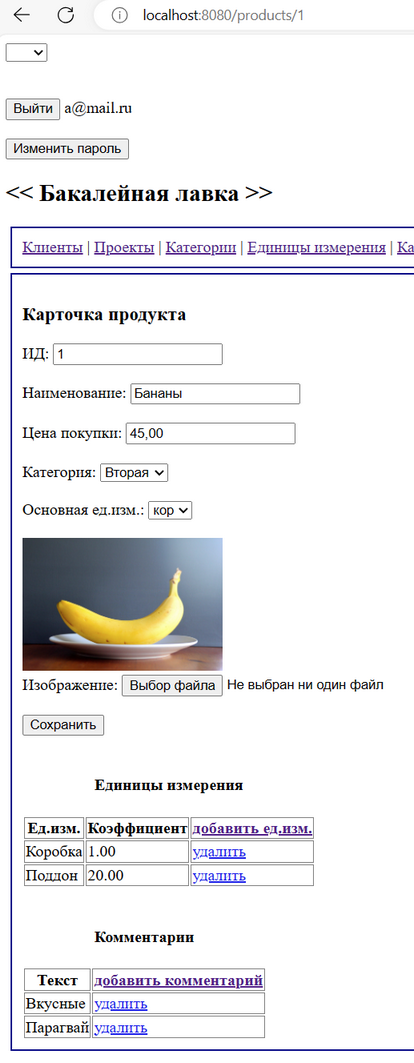 localhost:8080/products/1
Выйти a@mail.ru
Изменить пароль
<< Бакалейная лавка >>
Клиенты | Проекты | Категории | Единицы измерения | Ка
Карточка продукта
ИД: 1
Наименование: Бананы
Цена покупки: 45,00
Категория: Вторая
Основная ед.изм.: кор
Изображение: Выбор файла Не выбран ни один файл
Сохранить
Единицы измерения
Ед.изм. Коэффициент добавить ед.изм.
Коробка 1.00 удалить
Поддон 20.00 удалить
Комментарии
Текст добавить комментарий
Вкусные удалить
Парагвай удалить